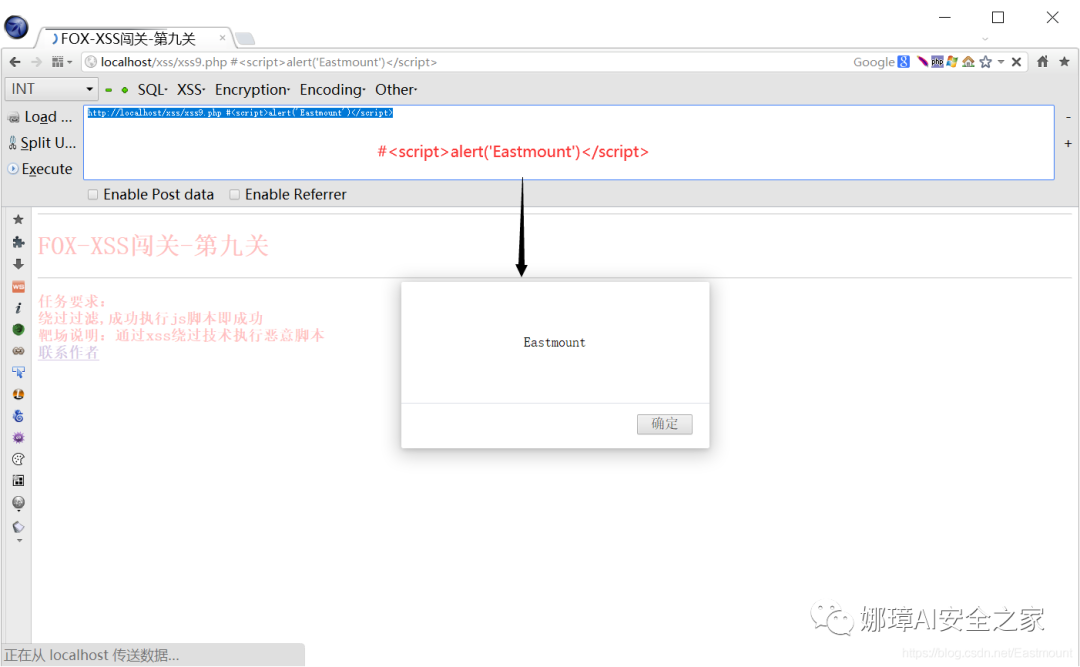 FOX-XSS闯关-第九关
localhost/xss/xss9.php #<script>alert('Eastmount')</script>
Google
INT
SQL
XSS
Encryption
Encoding
Other
Load ...
http://localhost/xss/xss9.php #<script>alert('Eastmount')</script>
Split U...
#<script>alert('Eastmount')</script>
Execute
Enable Post data
Enable Referrer
FOX-XSS闯关-第九关
任务要求:
绕过过滤,成功执行js脚本即成功
靶场说明: 通过xss绕过技术执行恶意脚本
联系作者
Eastmount
确定
娜璋AI安全之家
https://blog.csdn.net/Eastmount
正在从 localhost 传送数据...